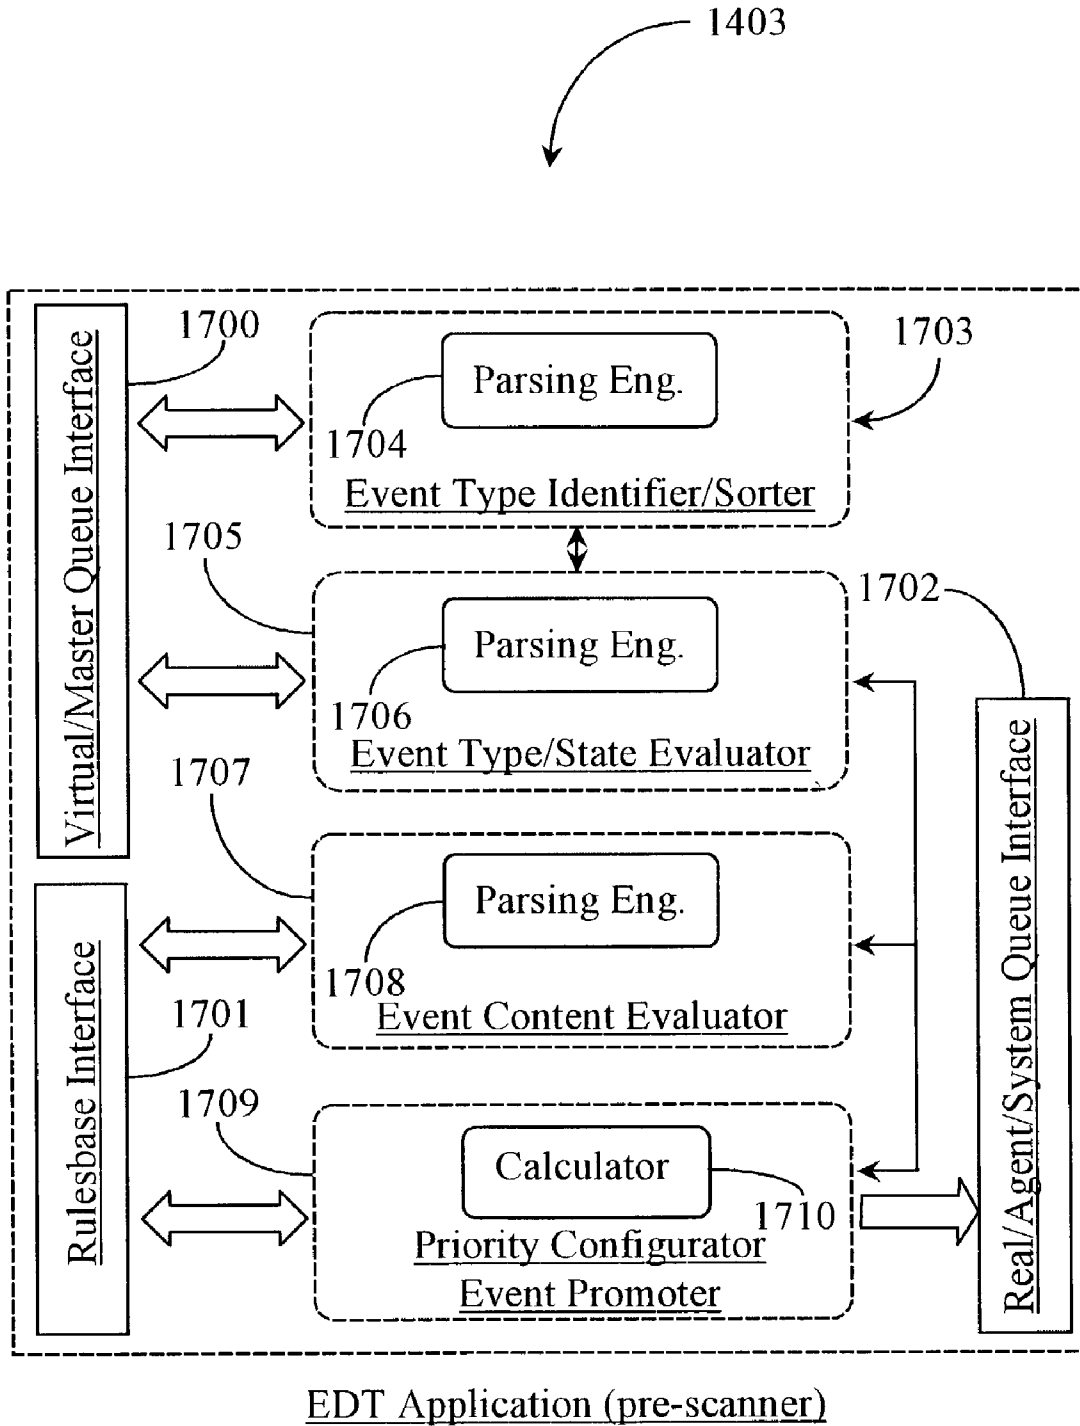 1403
1700
1703
Parsing Eng.
1704
Event Type Identifier/Sorter
Virtual/Master Queue Interface
1705
1702
Parsing Eng.
1706
Event Type/State Evaluator
1707
Parsing Eng.
1708
Event Content Evaluator
Real/Agent/System Queue Interface
Rulesbase Interface
1701
1709
Calculator
1710
Priority Configurator
Event Promoter
EDT Application (pre-scanner)